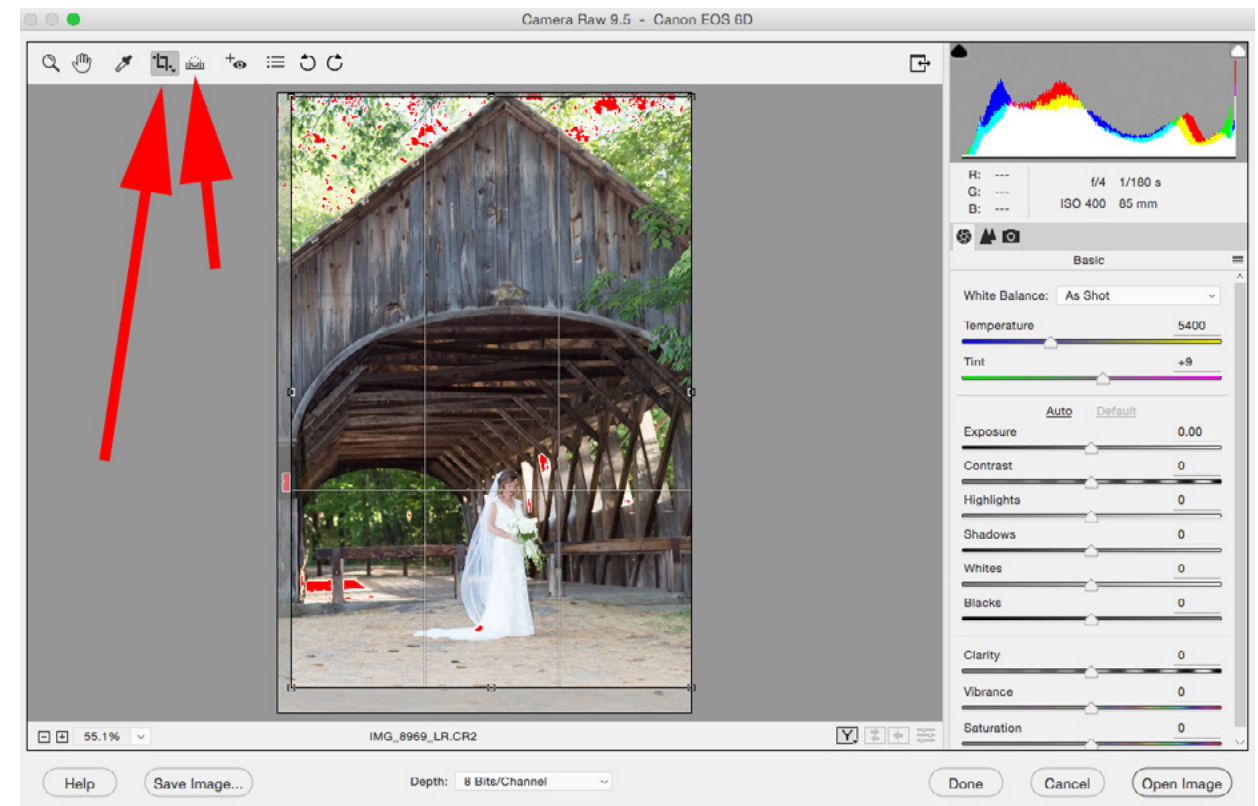 Camera Raw 9.5 - Canon EOS 6D
R: ---
G: ---
B: ---
f/4 1/180 s
ISO 400 85 mm
Basic
White Balance: As Shot
Temperature 5400
Tint +9
Auto Default
Exposure 0.00
Contrast 0
Highlights 0
Shadows 0
Whites 0
Blacks 0
Clarity 0
Vibrance 0
Saturation 0
55.1%
IMG_8969_LR.CR2
Y
Help
Save Image...
Depth: 8 Bits/Channel
Done
Cancel
Open Image